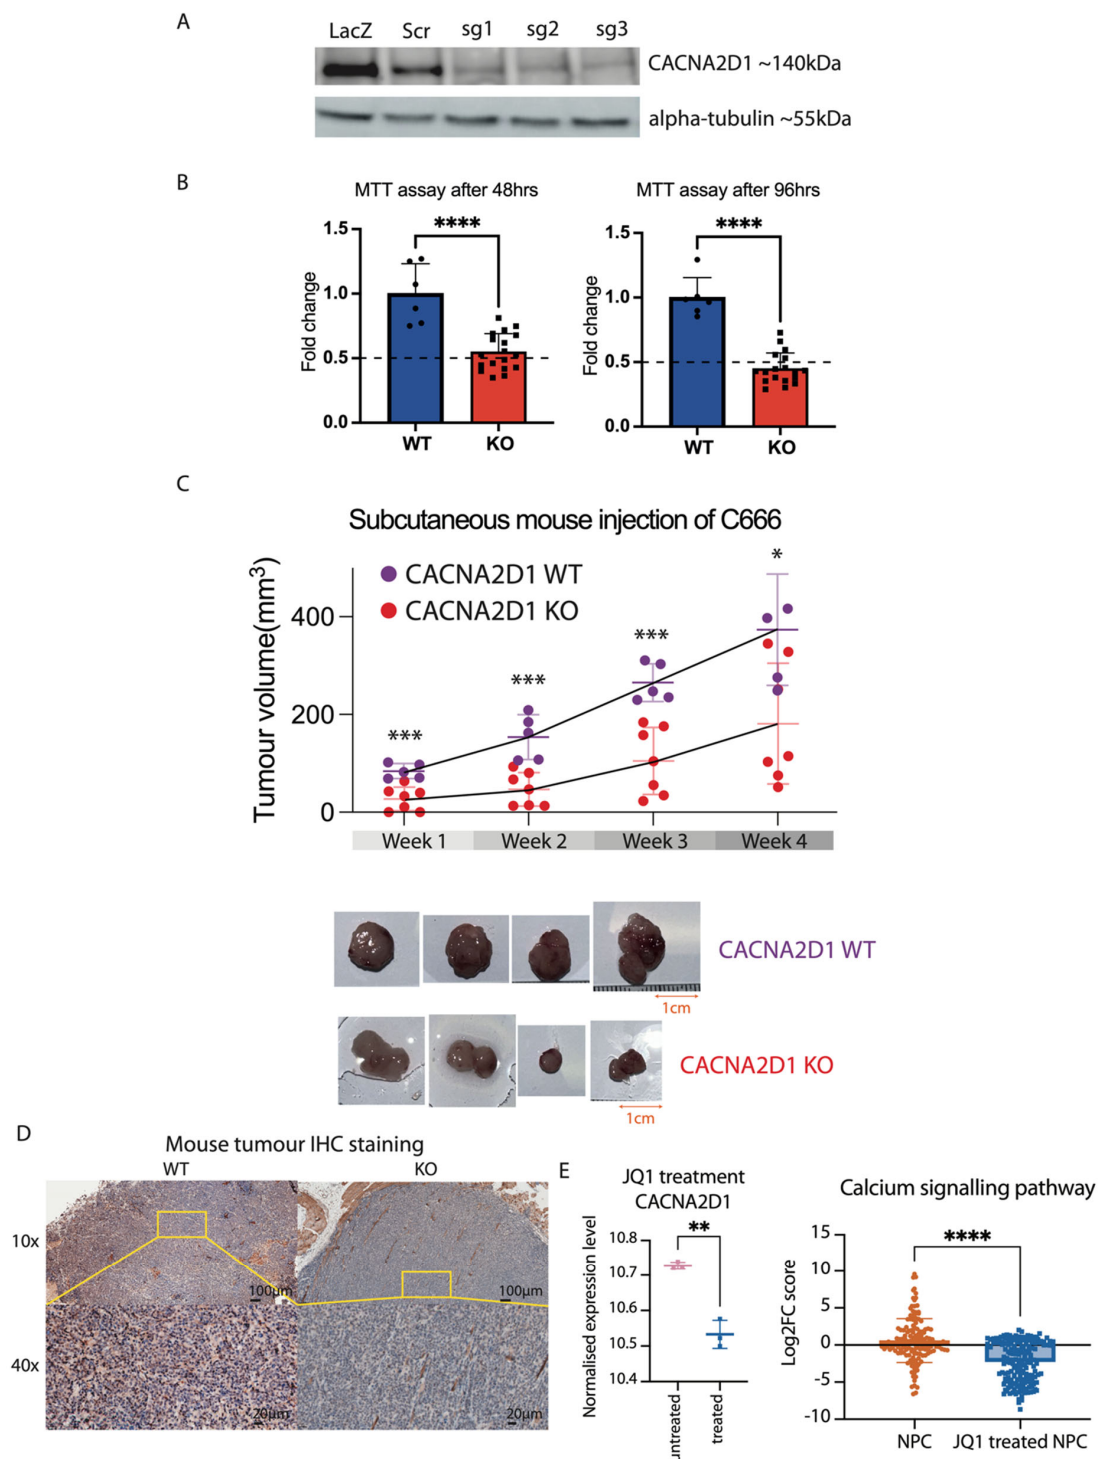 A
LacZ Scr sg1 sg2 sg3
CACNA2D1 ~140kDa
alpha-tubulin ~55kDa
B
MTT assay after 48hrs
****
1.5
1.0
0.5
0.0
Fold change
WT KO
MTT assay after 96hrs
****
1.5
1.0
0.5
0.0
Fold change
WT KO
C
Subcutaneous mouse injection of C666
CACNA2D1 WT
CACNA2D1 KO
Tumour volume(mm³)
400
200
0
***
***
***
*
Week 1 Week 2 Week 3 Week 4
CACNA2D1 WT
1cm
CACNA2D1 KO
1cm
D
Mouse tumour IHC staining
WT KO
10x
100μm 100μm
40x
20μm 20μm
E
JQ1 treatment
CACNA2D1
**
10.8
10.7
10.6
10.5
10.4
Normalised expression level
untreated
treated
Calcium signalling pathway
****
15
10
5
0
-5
-10
Log2FC score
NPC JQ1 treated NPC